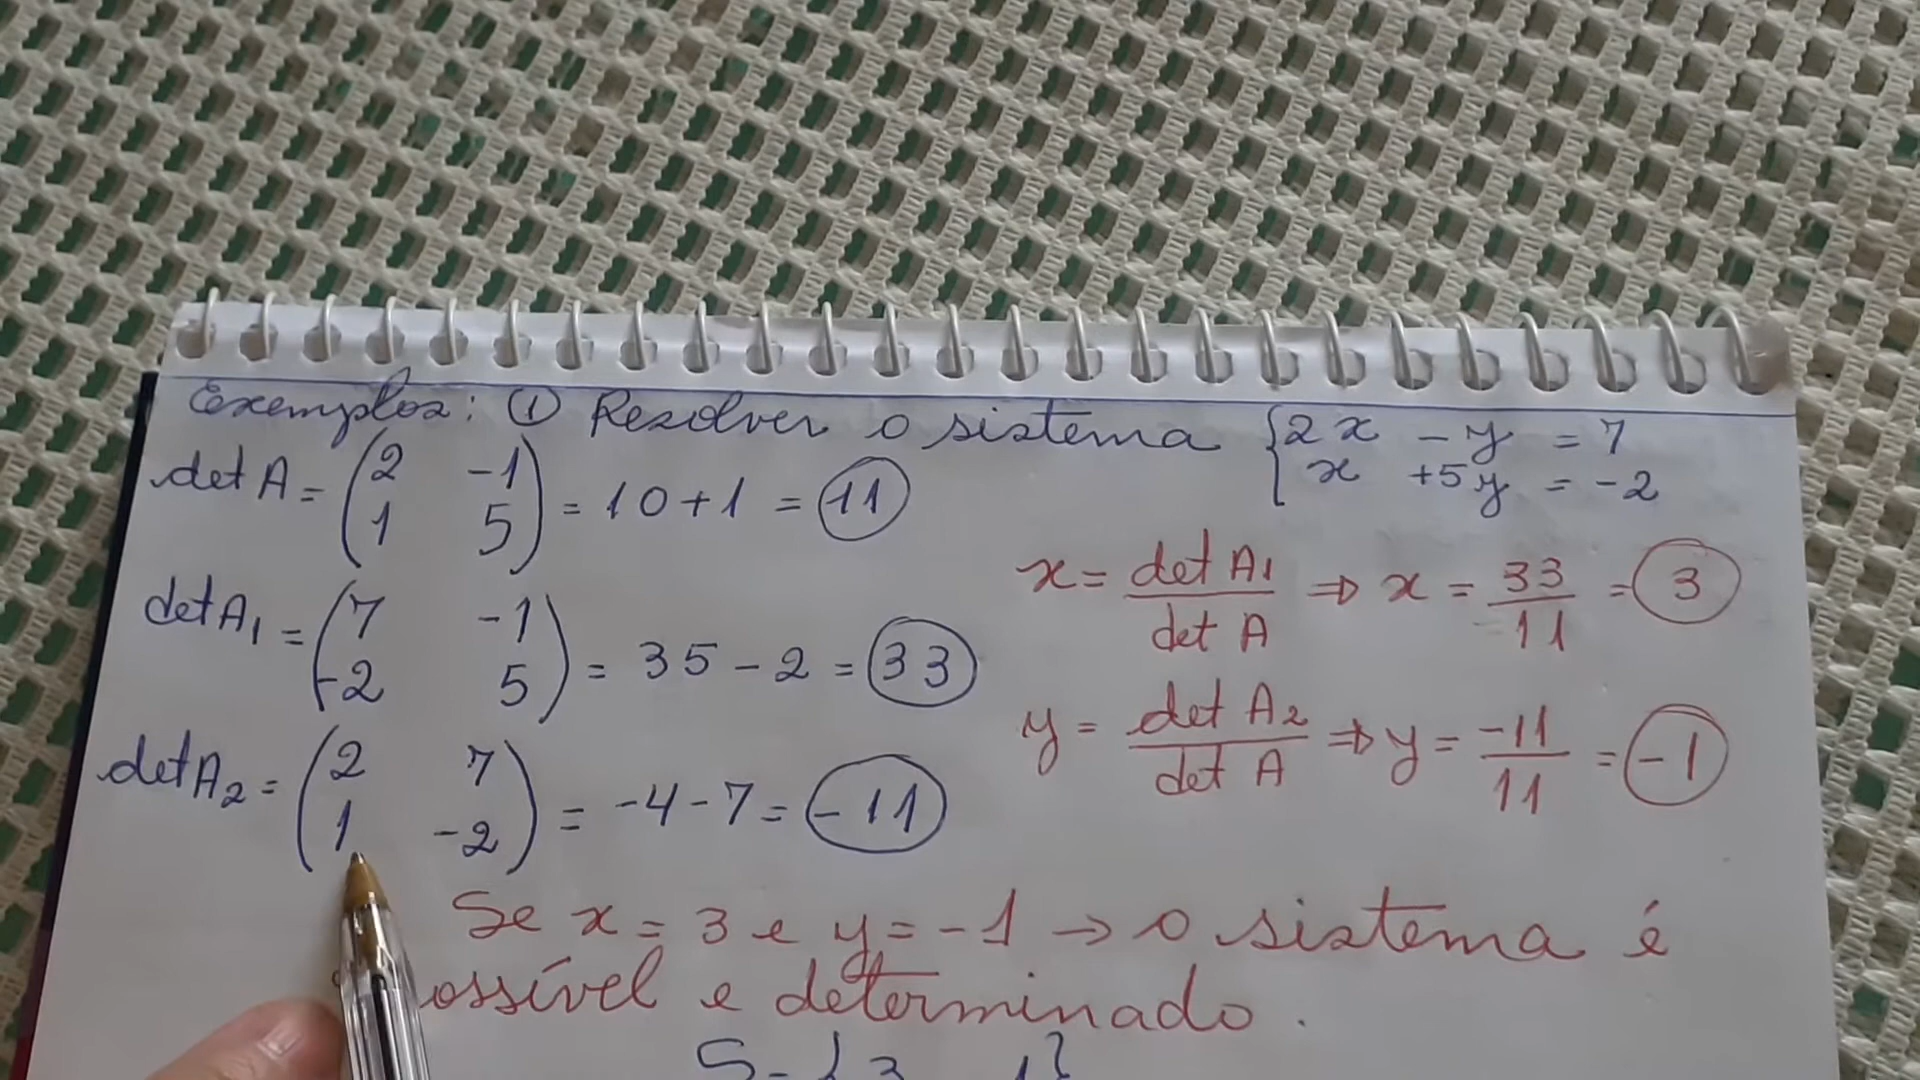 Exemplos: ① Resolver o sistema {2x - y = 7
x + 5y = -2
det A = (2 -1
1 5) = 10 + 1 = 11
det A₁ = (7 -1
-2 5) = 35 - 2 = 33
det A₂ = (2 7
1 -2) = -4 - 7 = -11
x = det A₁ / det A ⇒ x = 33 / 11 = 3
y = det A₂ / det A ⇒ y = -11 / 11 = -1
Se x = 3 e y = -1 → o sistema é
ossível e determinado.